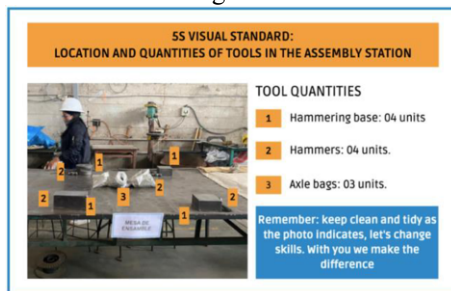 5S VISUAL STANDARD:
LOCATION AND QUANTITIES OF TOOLS IN THE ASSEMBLY STATION
TOOL QUANTITIES
1 Hammering base: 04 units
2 Hammers: 04 units.
3 Axle bags: 03 units.
Remember: keep clean and tidy as
the photo indicates, let's change
skills. With you we make the
difference
2
1
1
2
3
2
2
1
1
MESA DE
ENSAMBLE